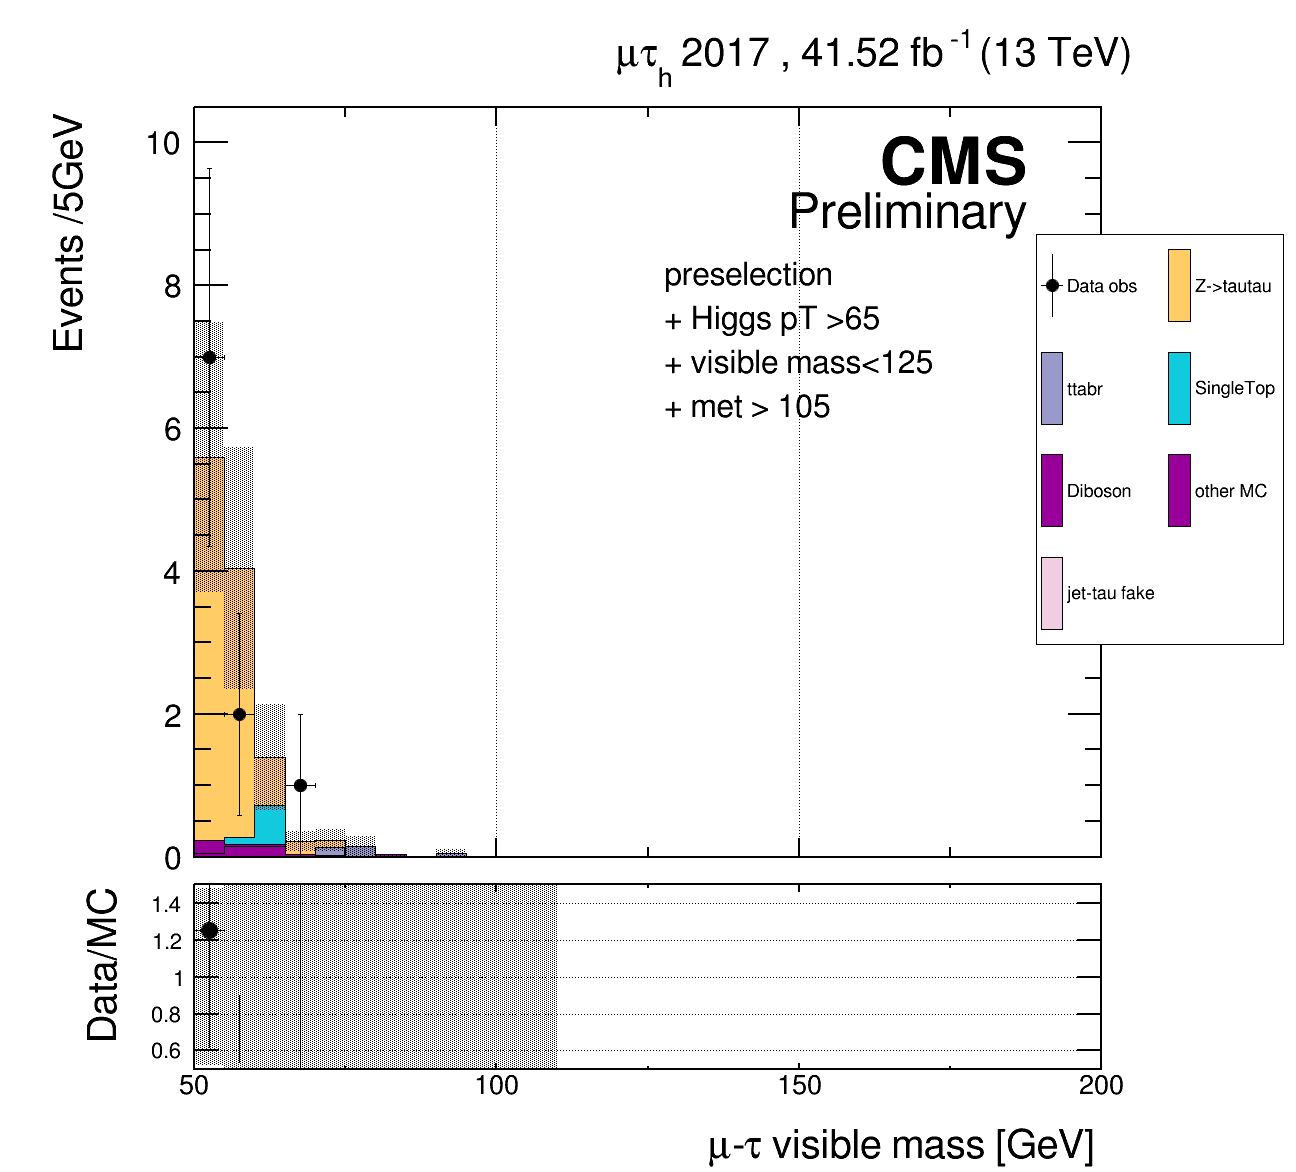 μτh 2017 , 41.52 fb-1 (13 TeV)
Events /5GeV
10
8
6
4
2
0
CMS
Preliminary
preselection
+ Higgs pT >65
+ visible mass<125
+ met > 105
Data obs
Z->tautau
ttabr
SingleTop
Diboson
other MC
jet-tau fake
Data/MC
1.4
1.2
1
0.8
0.6
50
100
150
200
μ-τ visible mass [GeV]